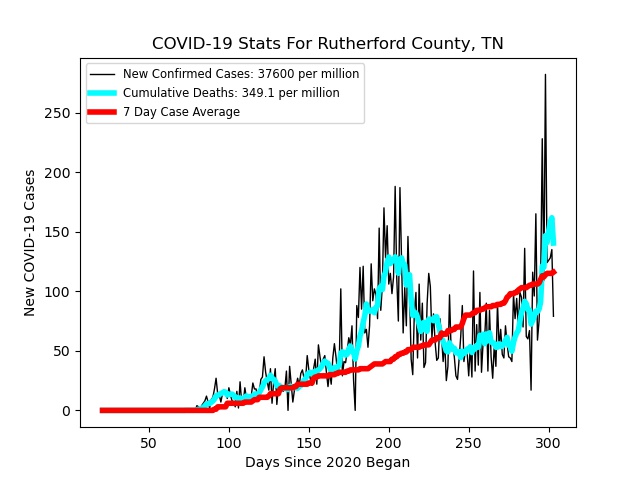 COVID-19 Stats For Rutherford County, TN
New Confirmed Cases: 37600 per million
Cumulative Deaths: 349.1 per million
7 Day Case Average
New COVID-19 Cases
250
200
150
100
50
0
50 100 150 200 250 300
Days Since 2020 Began